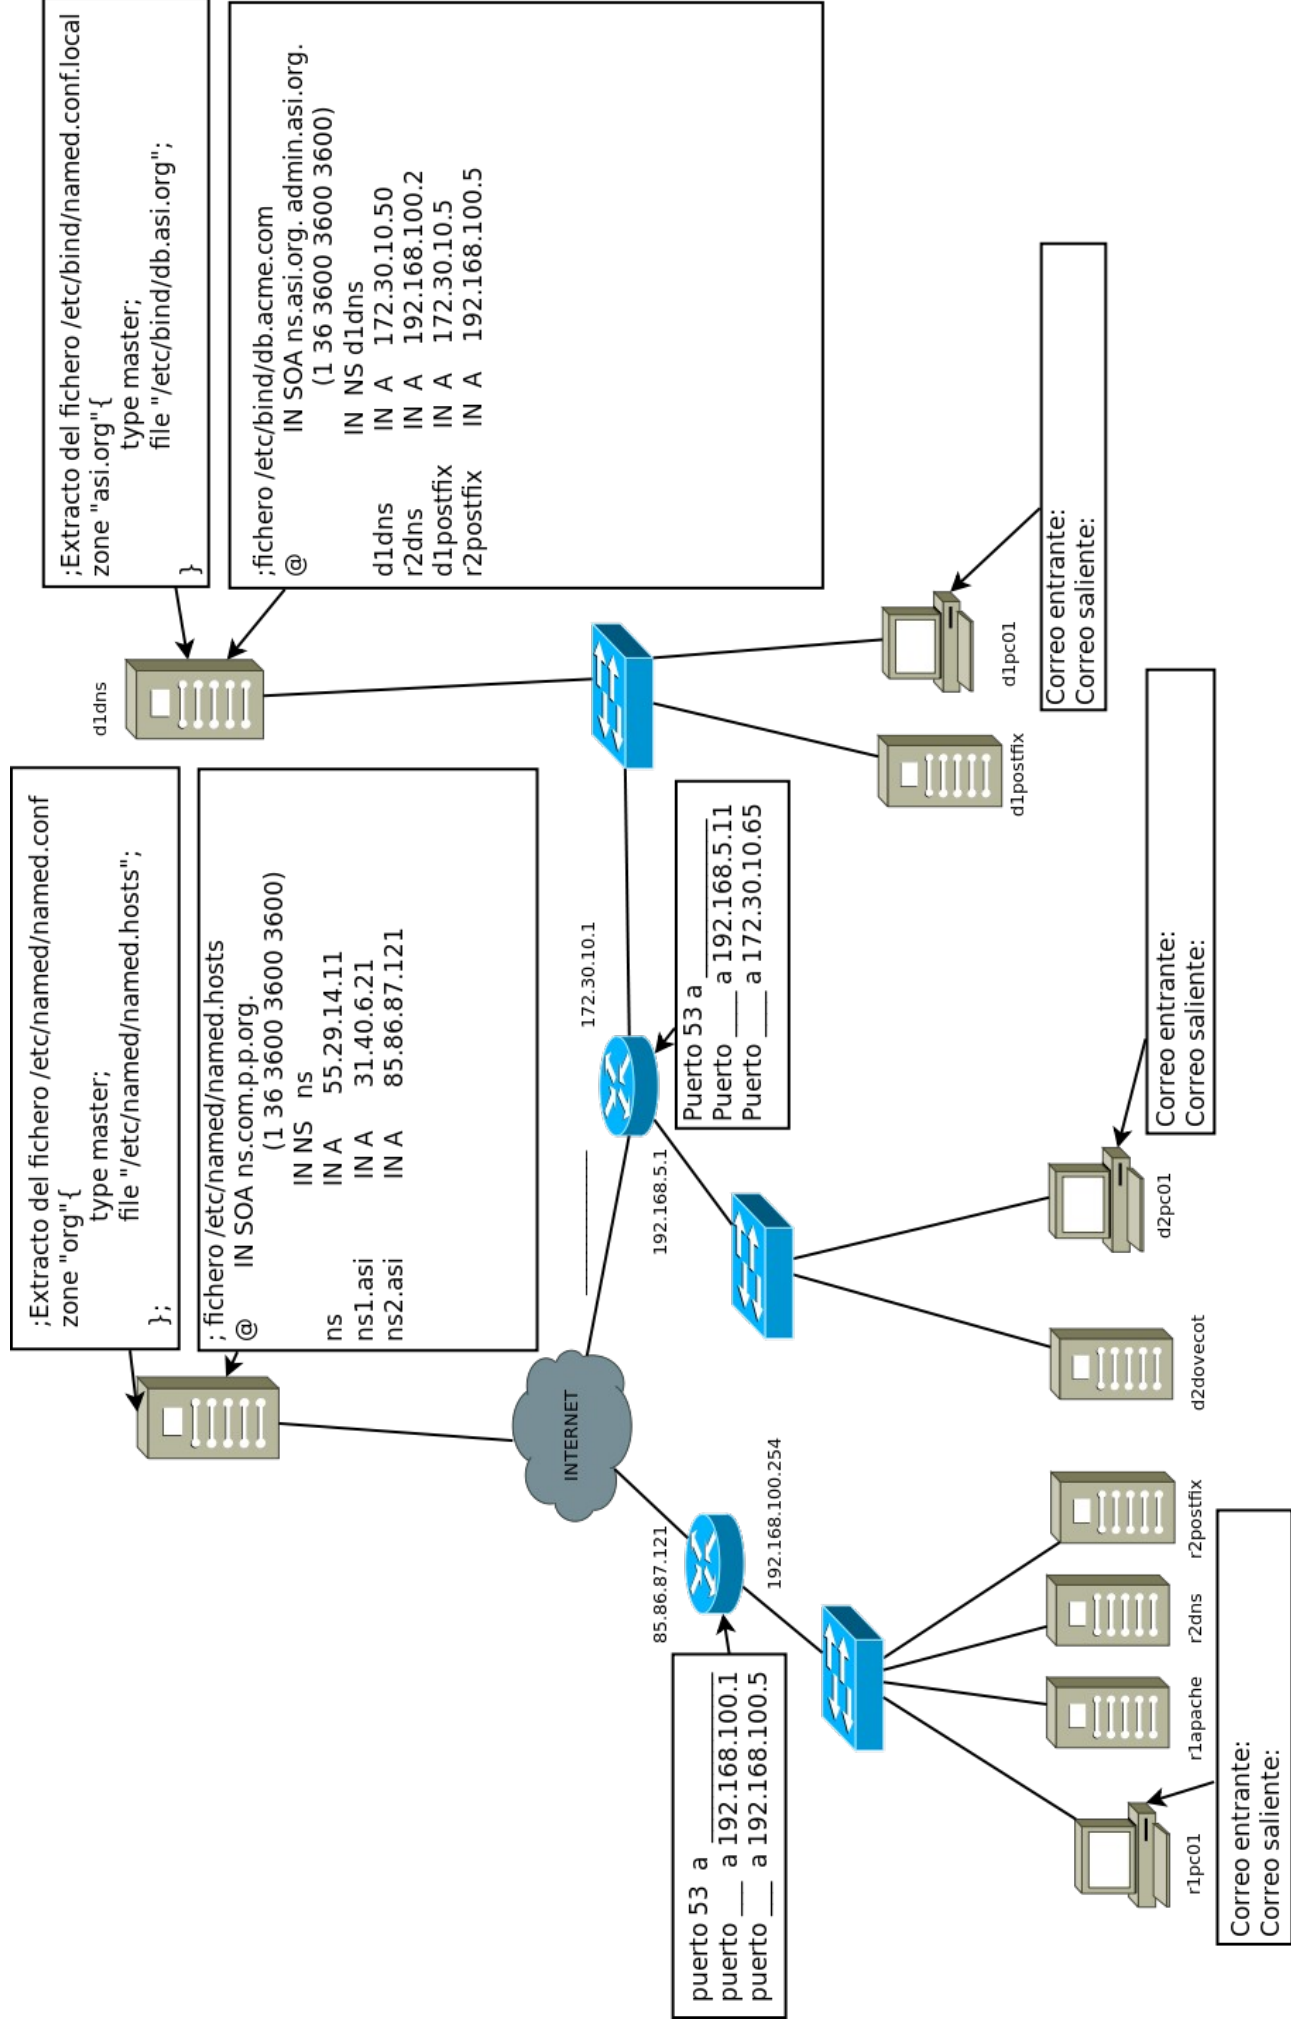 ;Extracto del fichero /etc/named/named.conf
zone "org"{
type master;
file "/etc/named/named.hosts";
};
; fichero /etc/named/named.hosts
@ IN SOA ns.com.p.p.org.
(1 36 3600 3600 3600)
IN NS ns
ns IN A 55.29.14.11
ns1.asi IN A 31.40.6.21
ns2.asi IN A 85.86.87.121
d1dns
;Extracto del fichero /etc/bind/named.conf.local
zone "asi.org"{
type master;
file "/etc/bind/db.asi.org";
}
;fichero /etc/bind/db.acme.com
@ IN SOA ns.asi.org. admin.asi.org.
(1 36 3600 3600 3600)
IN NS d1dns
d1dns IN A 172.30.10.50
r2dns IN A 192.168.100.2
d1postfix IN A 172.30.10.5
r2postfix IN A 192.168.100.5
INTERNET
________
172.30.10.1
192.168.5.1
85.86.87.121
192.168.100.254
puerto 53 a ________
puerto ___ a 192.168.100.1
puerto ___ a 192.168.100.5
Puerto 53 a ________
Puerto ____ a 192.168.5.11
Puerto ____ a 172.30.10.65
r1pc01
r1apache
r2dns
r2postfix
d2dovecot
d2pc01
d1postfix
d1pc01
Correo entrante:
Correo saliente:
Correo entrante:
Correo saliente:
Correo entrante:
Correo saliente: